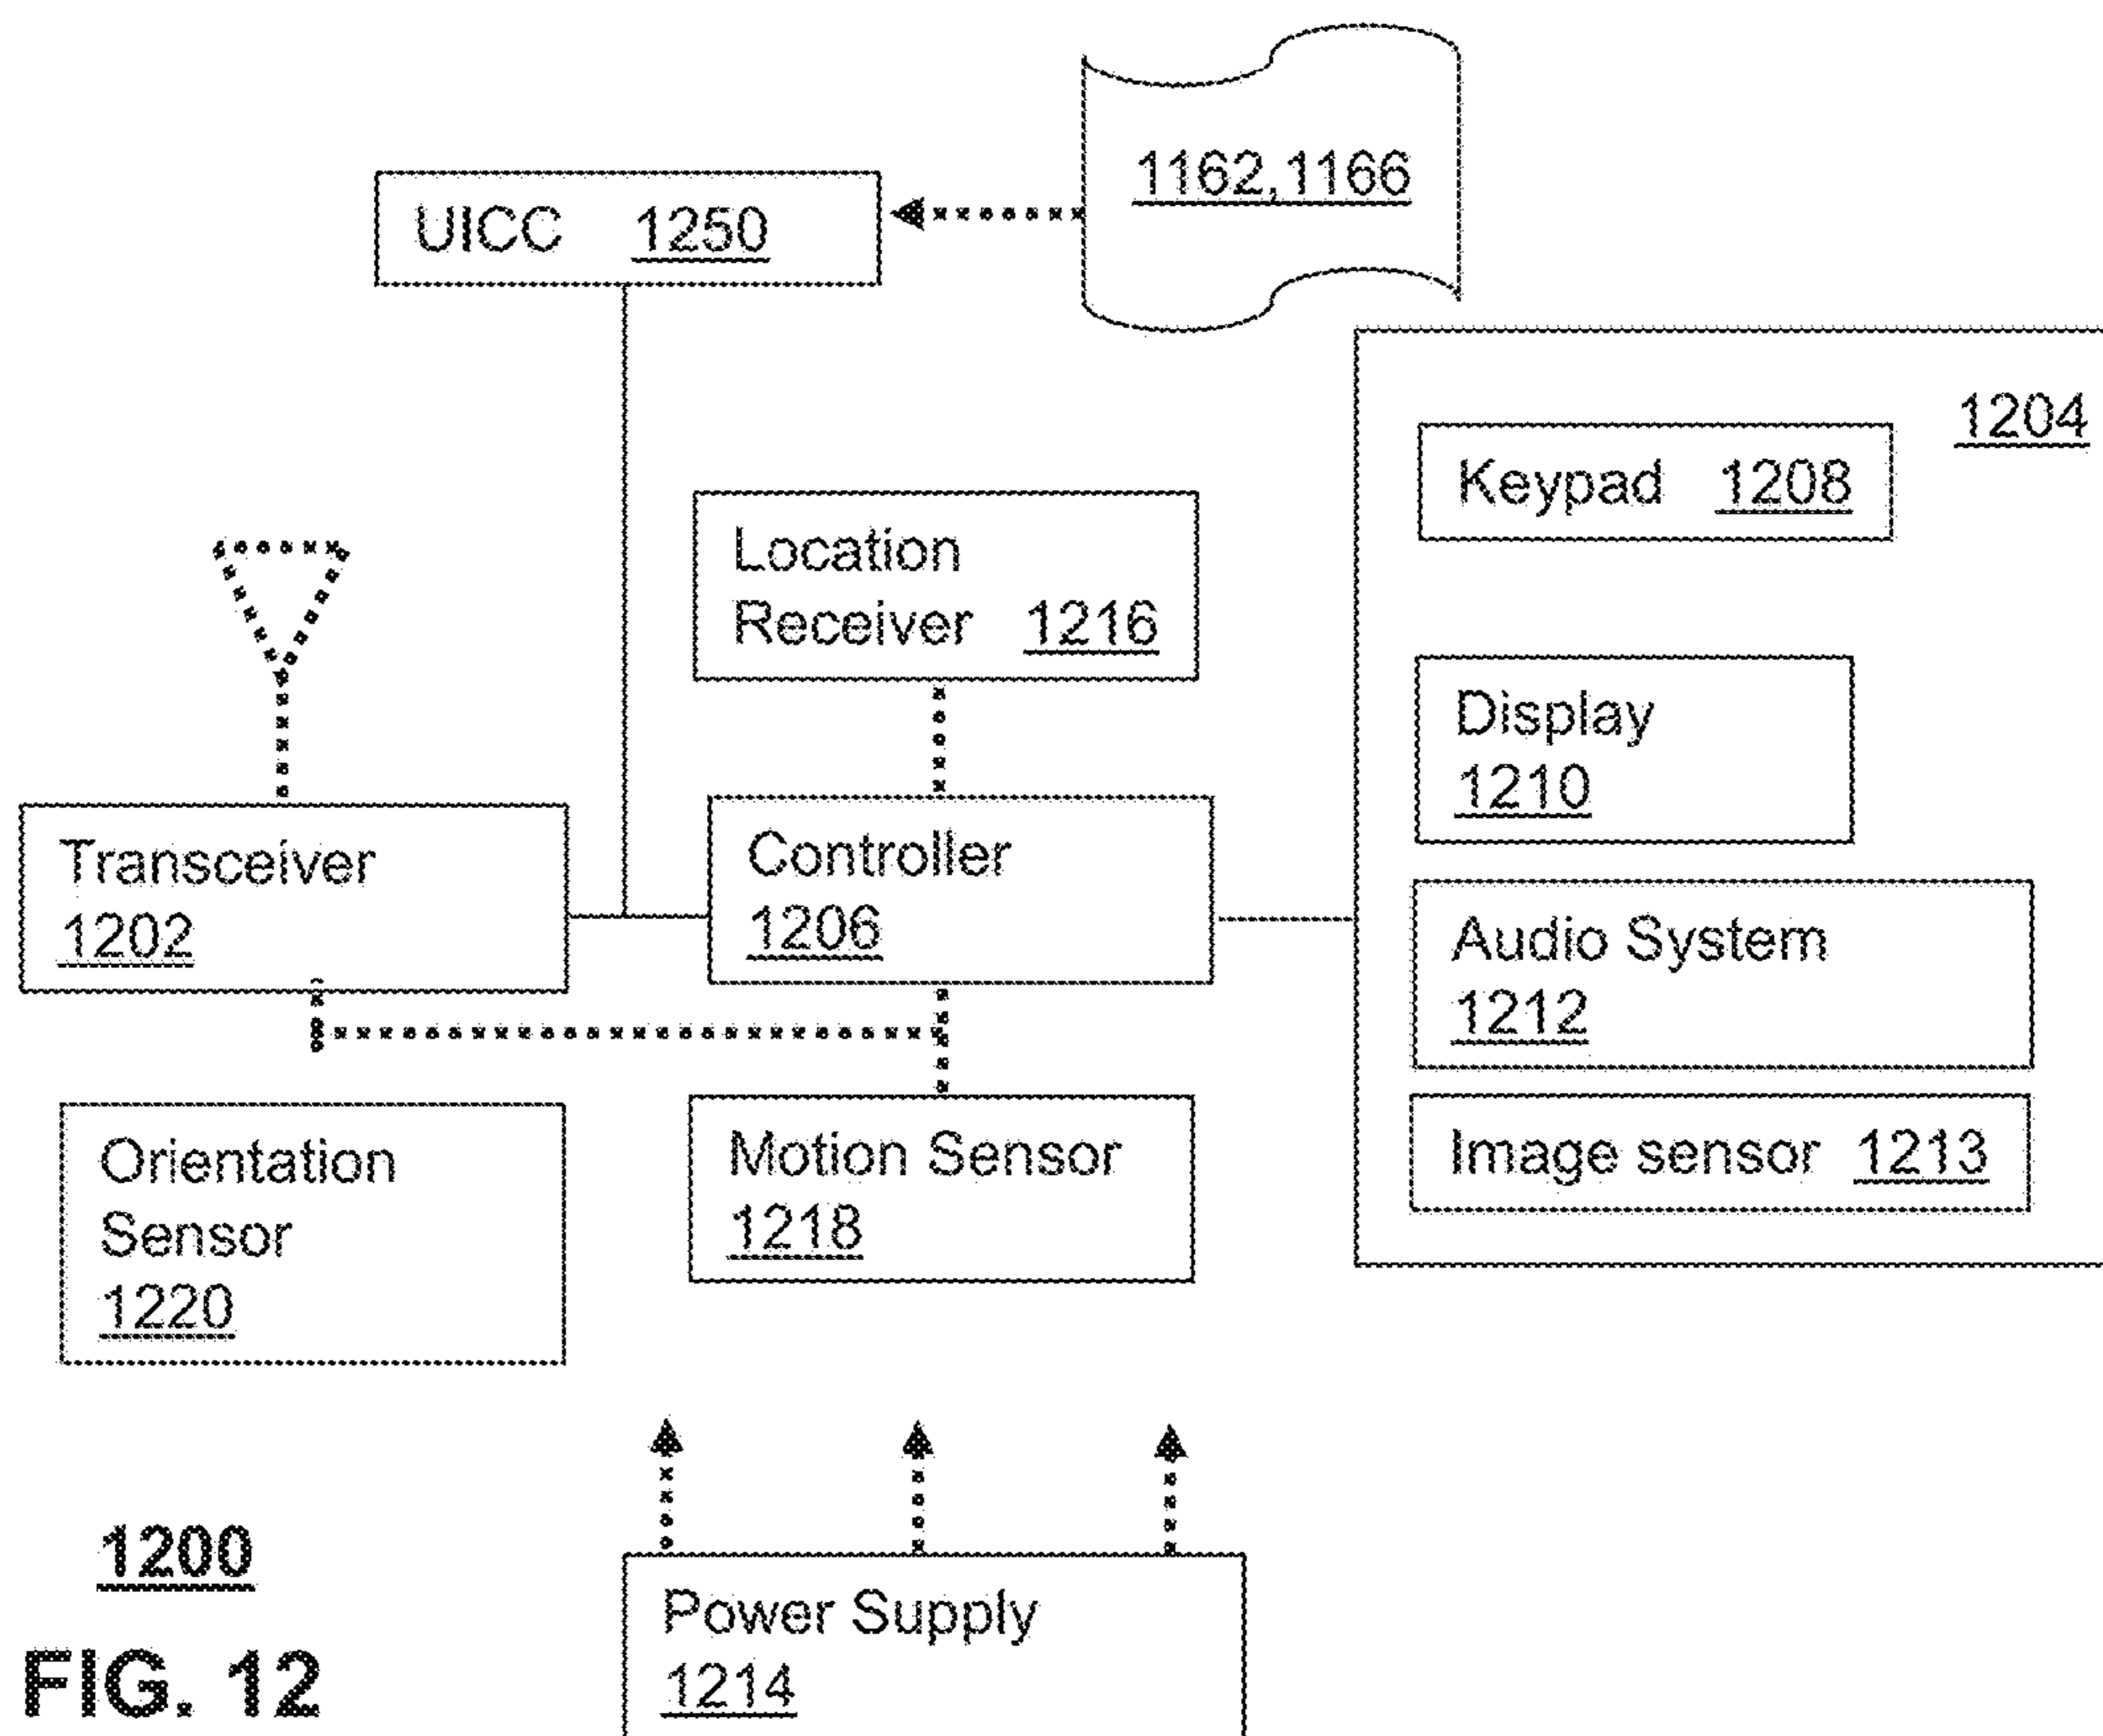 1162,1166
UICC 1250
1204
Keypad 1208
Location
Receiver 1216
Display
1210
Transceiver
1202
Controller
1206
Audio System
1212
Orientation
Sensor
1220
Motion Sensor
1218
Image sensor 1213
1200
FIG. 12
Power Supply
1214